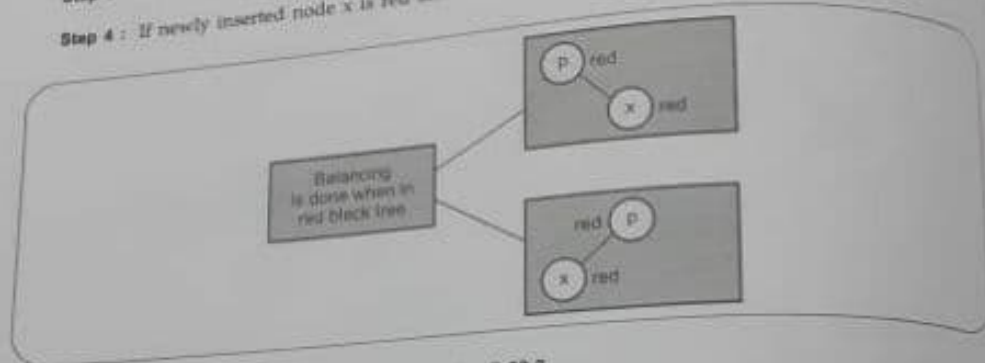 Step 4 : If newly inserted node x is red
p red
x red
Balancing
is done when in
red black tree
red p
x red